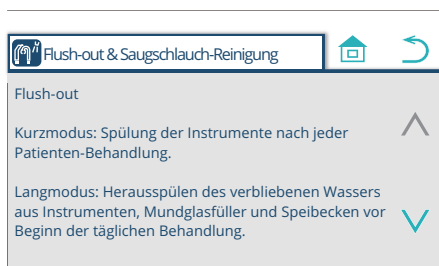 Flush-out & Saugschlauch-Reinigung
Flush-out
Kurzmodus: Spülung der Instrumente nach jeder
Patienten-Behandlung.
Langmodus: Herausspülen des verbliebenen Wassers
aus Instrumenten, Mundglasfüller und Speibecken vor
Beginn der täglichen Behandlung.